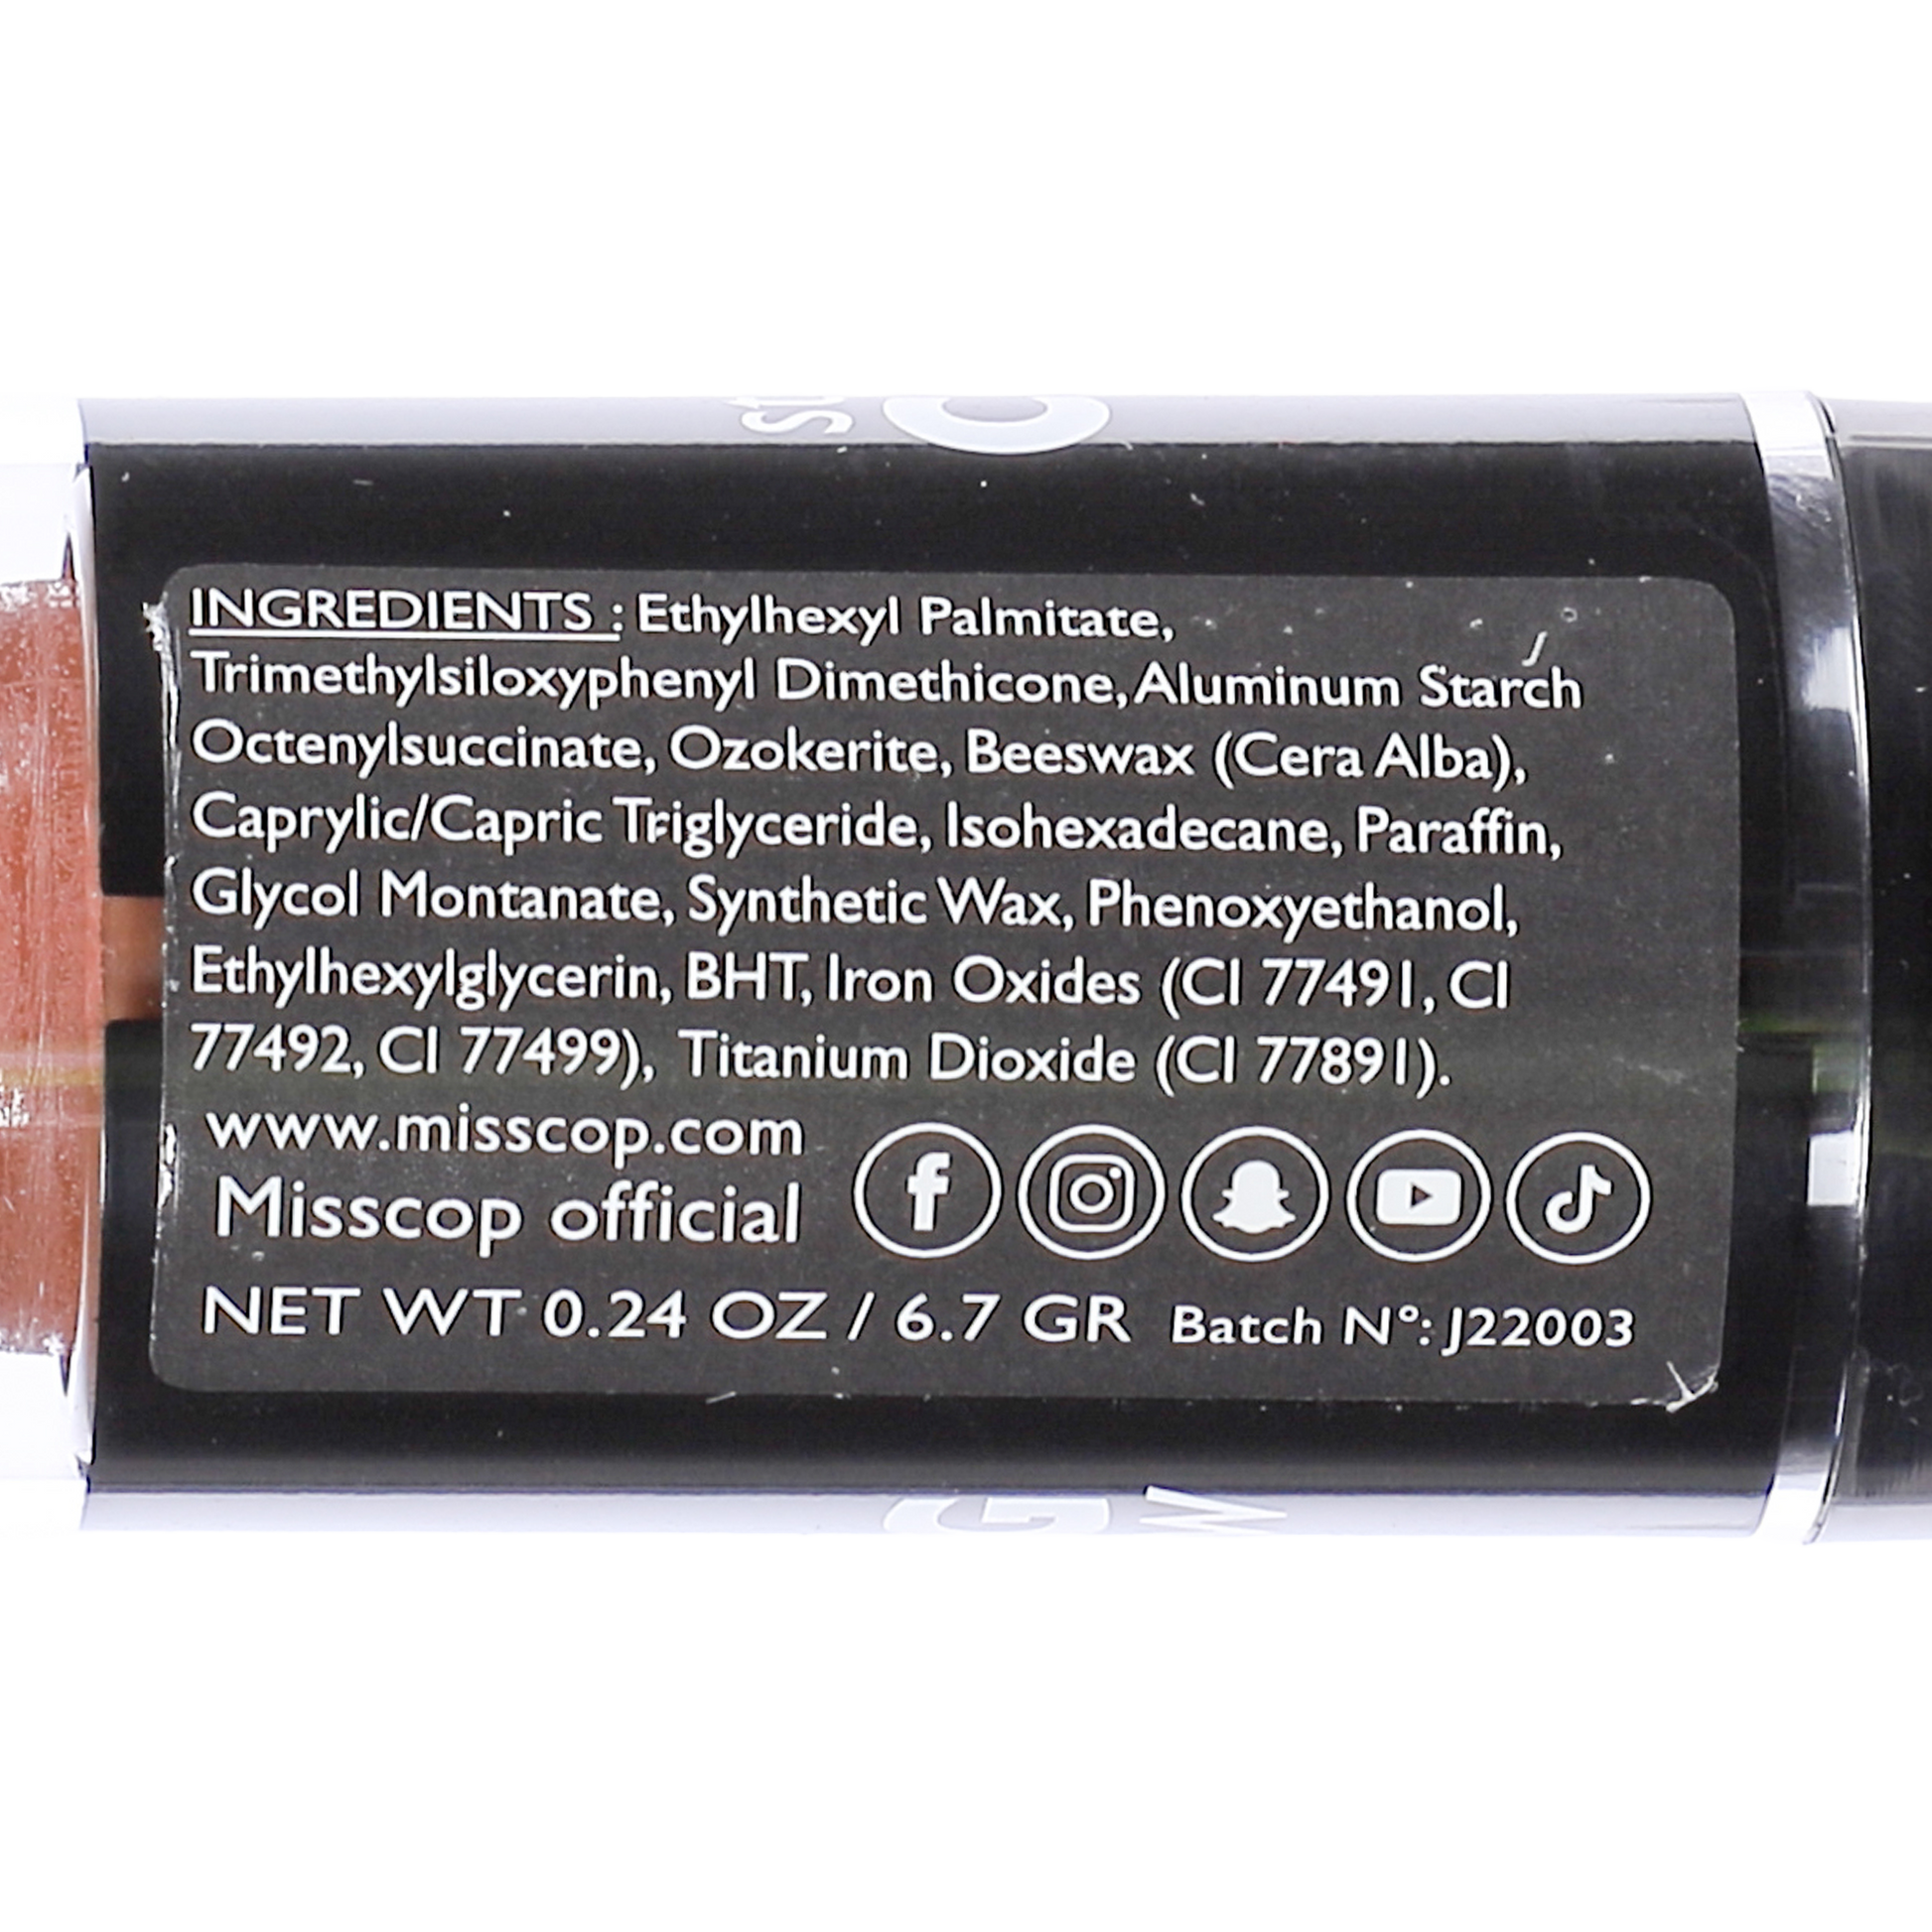 INGREDIENTS : Ethylhexyl Palmitate,
Trimethylsiloxyphenyl Dimethicone, Aluminum Starch
Octenylsuccinate, Ozokerite, Beeswax (Cera Alba),
Caprylic/Capric Triglyceride, Isohexadecane, Paraffin,
Glycol Montanate, Synthetic Wax, Phenoxyethanol,
Ethylhexylglycerin, BHT, Iron Oxides (CI 77491, CI
77492, CI 77499), Titanium Dioxide (CI 77891).
www.misscop.com
Misscop official
NET WT 0.24 OZ / 6.7 GR Batch N°: J22003